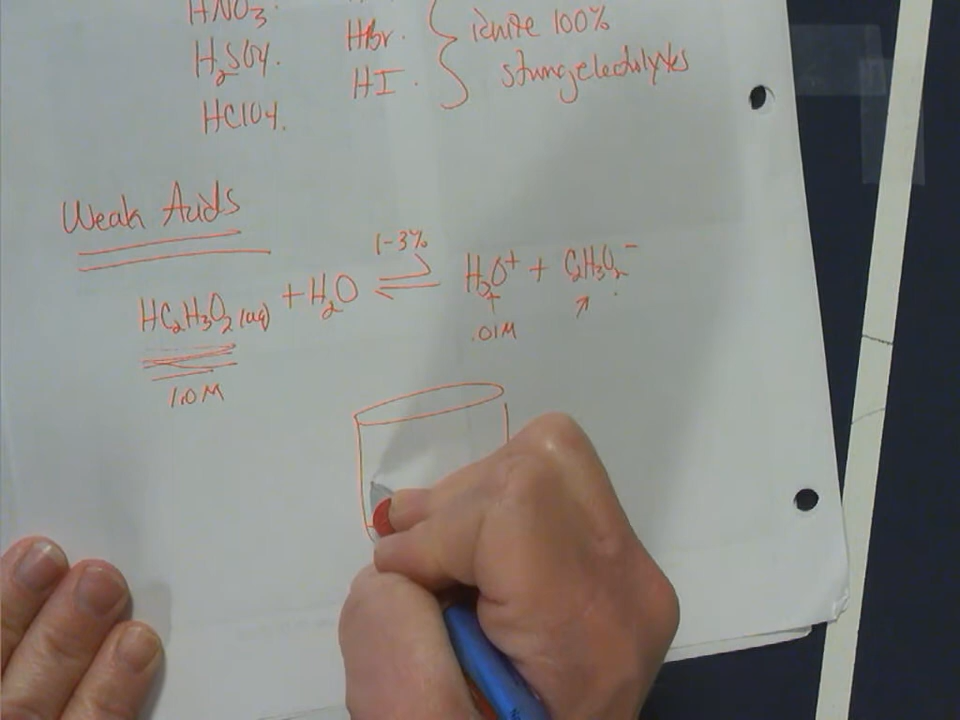 HNO3.
H2SO4.
HClO4.
HBr.
HI.
ionize 100%
strong electrolytes
Weak Acids
HC2H3O2 (aq) + H2O ⇌ H3O+ + C2H3O2-
1-3%
1.0M
.01M